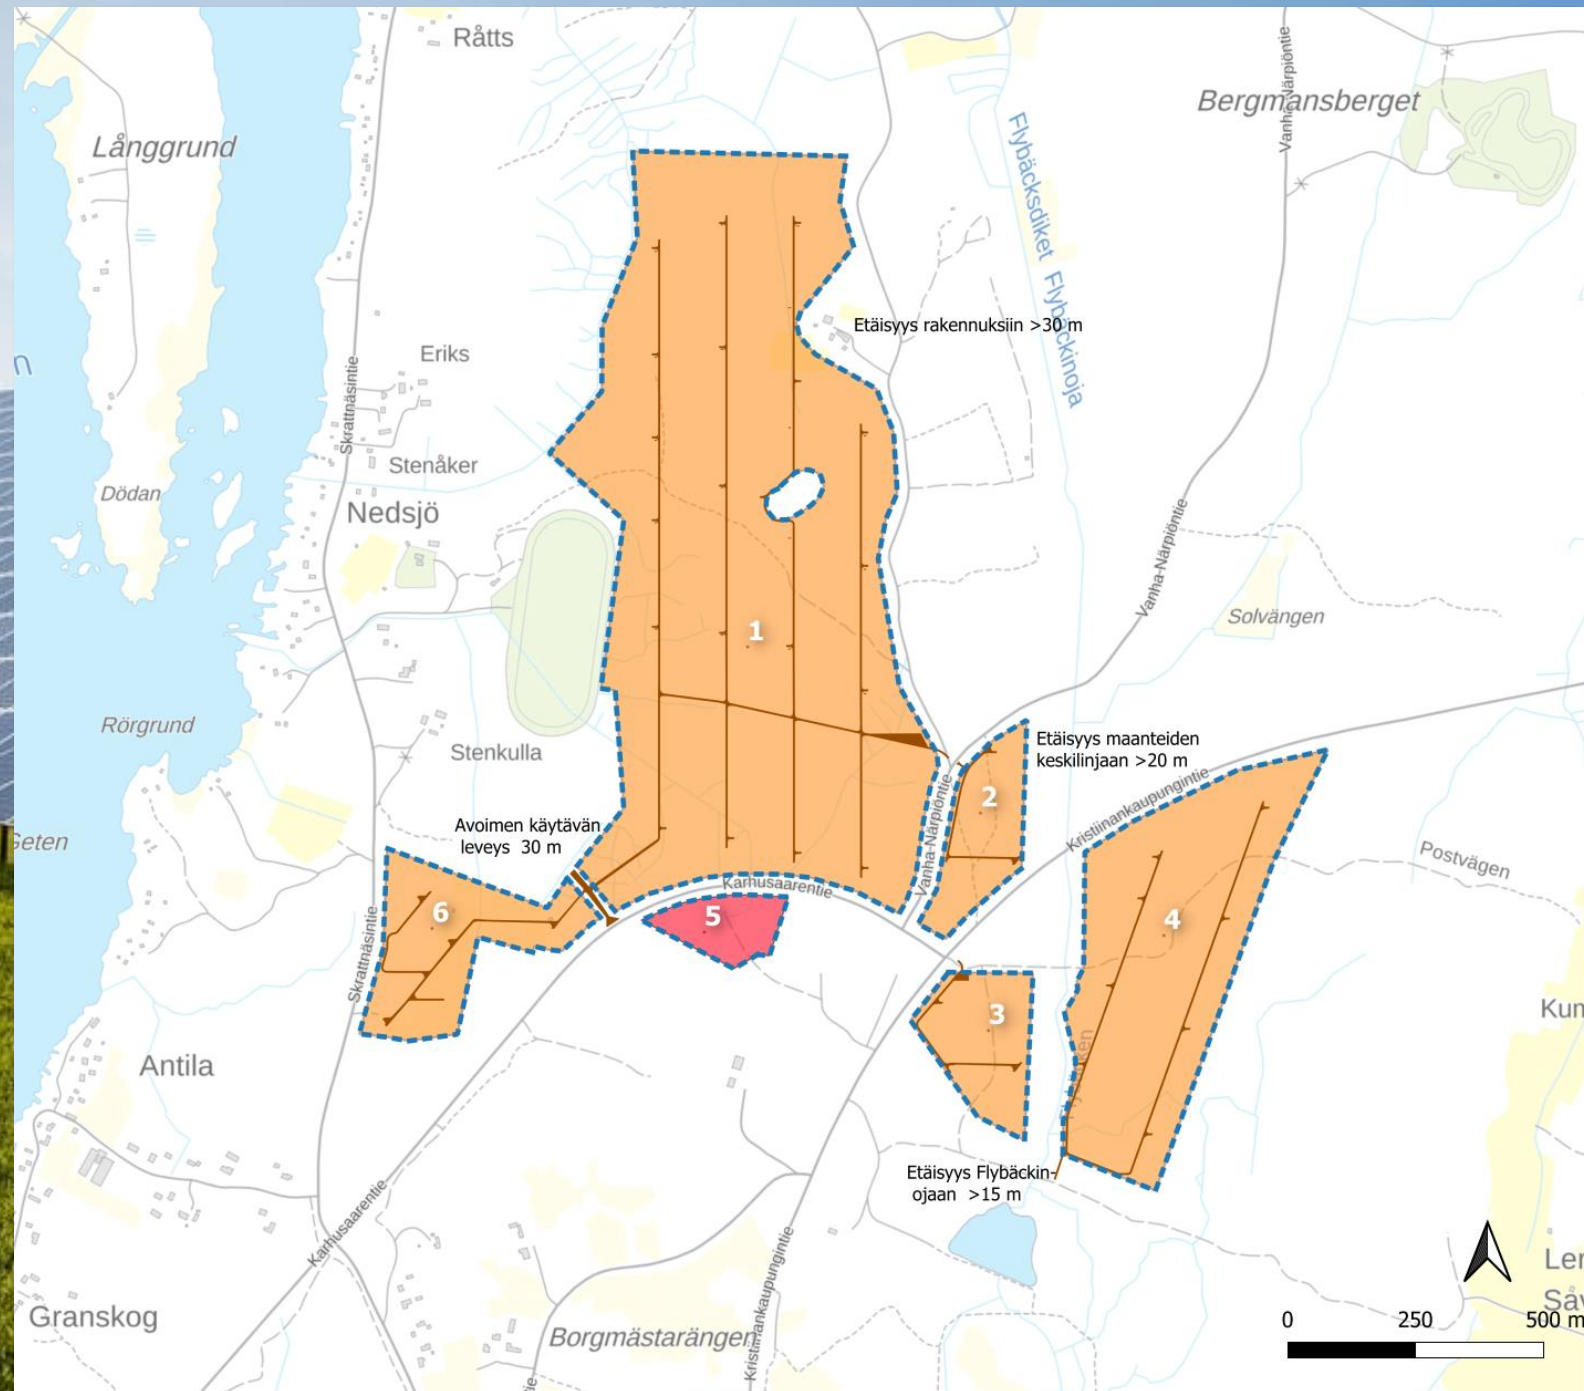 Råtts
Långgrund
Bergmansberget
Vanha-Närpiöntie
Flybäcksdiket Flybäckinoja
Etäisyys rakennuksiin >30 m
Eriks
Skrattnäsintie
Stenåker
Dödan
Nedsjö
Vanha-Närpiöntie
Solvängen
1
Rörgrund
Stenkulla
Etäisyys maanteiden
keskilinjaan >20 m
2
Vanha-Närpiöntie
Kristiinankaupungintie
Avoimen käytävän
leveys 30 m
Postvägen
Karhusaarentie
6
5
4
Skrattnäsintie
3
Antila
Etäisyys Flybäckin-
ojaan >15 m
Karhusaarentie
Kristiinankaupungintie
Granskog
Borgmästarängen
0 250 500 m